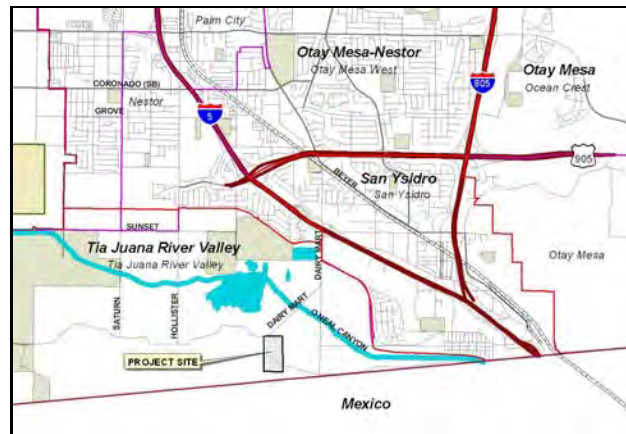 Palm City
Otay Mesa-Nestor
Otay Mesa West
Otay Mesa
Ocean Crest
CORONADO (SB)
Nestor
GROVE
5
805
905
BEYER
San Ysidro
San Ysidro
SUNSET
Tia Juana River Valley
Tia Juana River Valley
DAIRY MART
Otay Mesa
SATURN
HOLLISTER
DAIRY MART
O NEAL CANYON
PROJECT SITE
Mexico